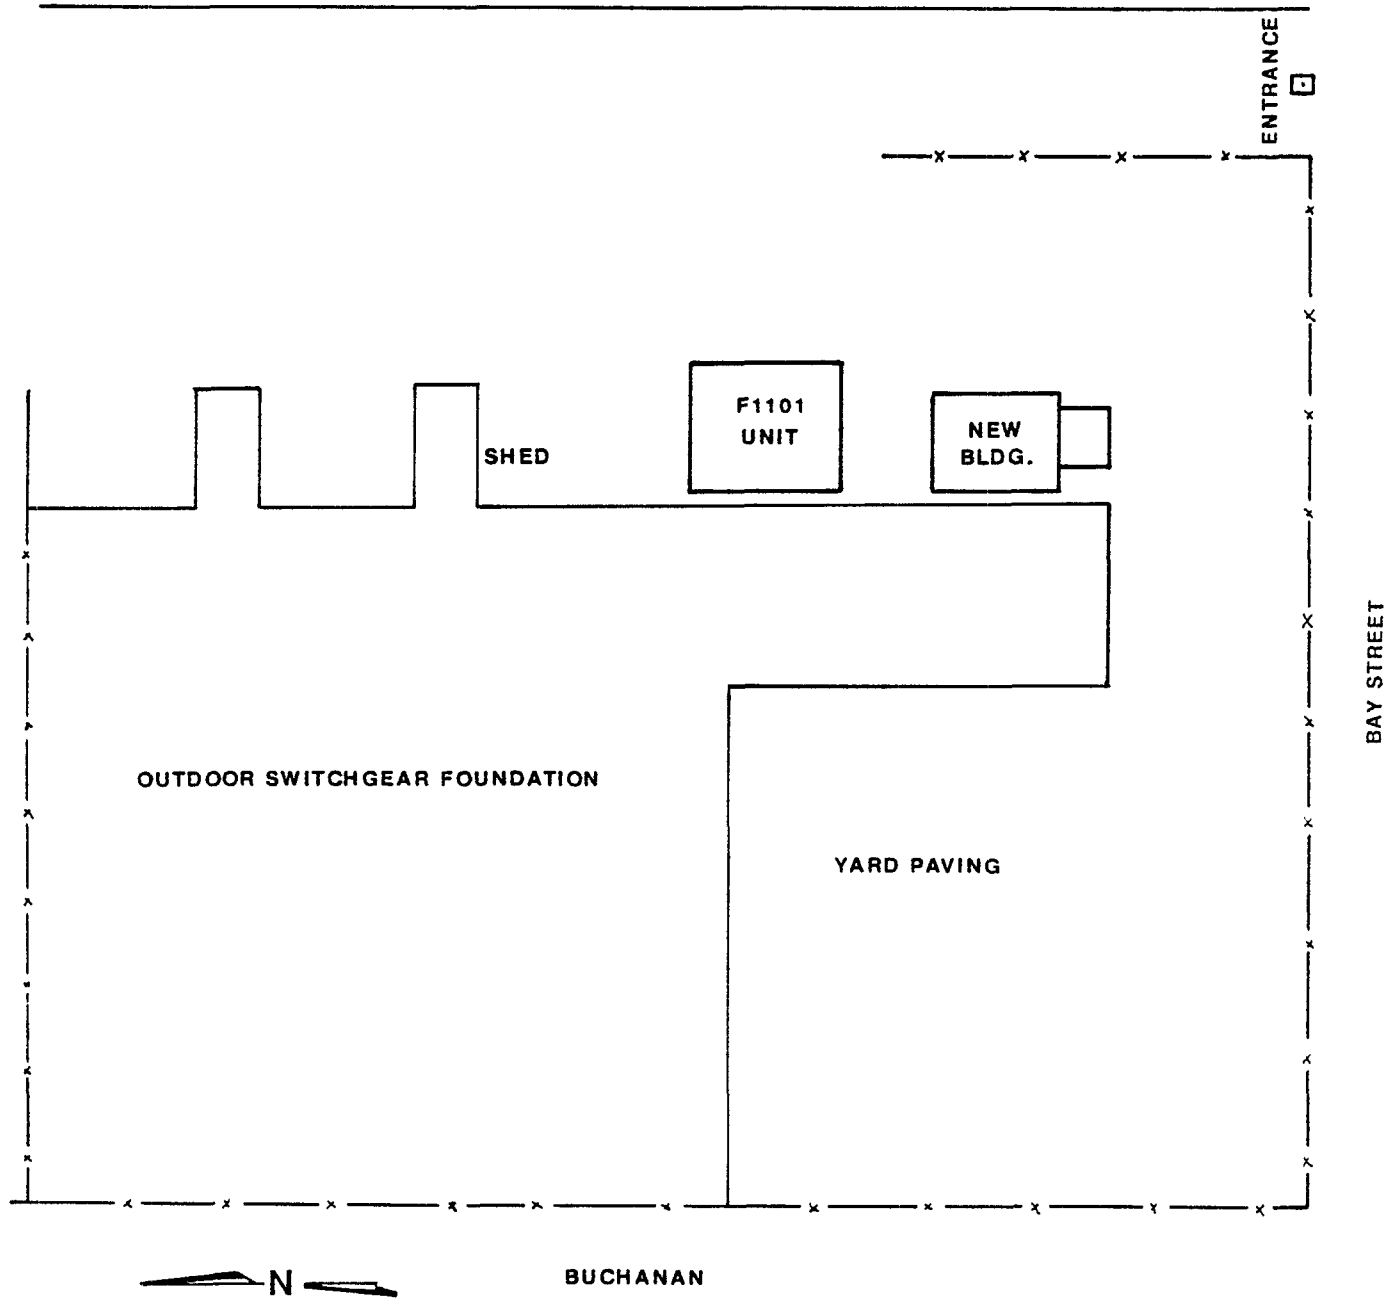 ENTRANCE
F1101
UNIT
NEW
BLDG.
SHED
BAY STREET
OUTDOOR SWITCHGEAR FOUNDATION
YARD PAVING
N
BUCHANAN